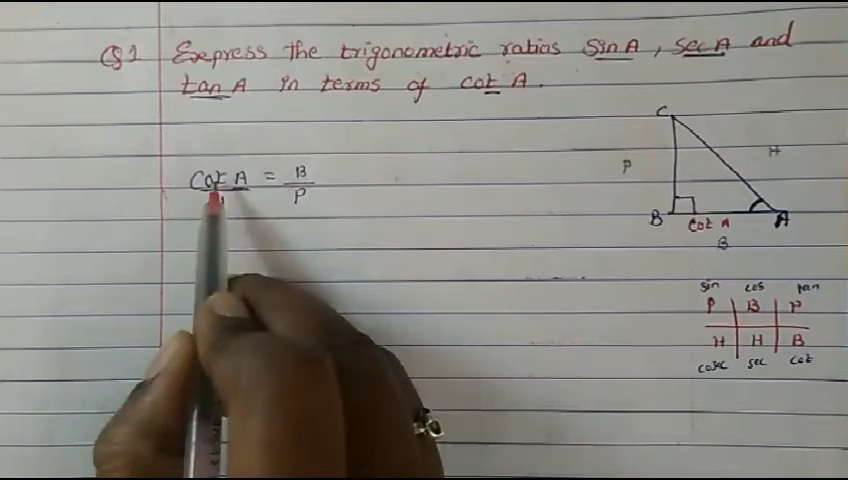 Q1 Express the trigonometric ratios sin A, sec A and
tan A in terms of cot A.
Cot A = B
P
C
P
H
B
cot A
A
B
sin cos tan
P B P
H H B
cosec sec cot